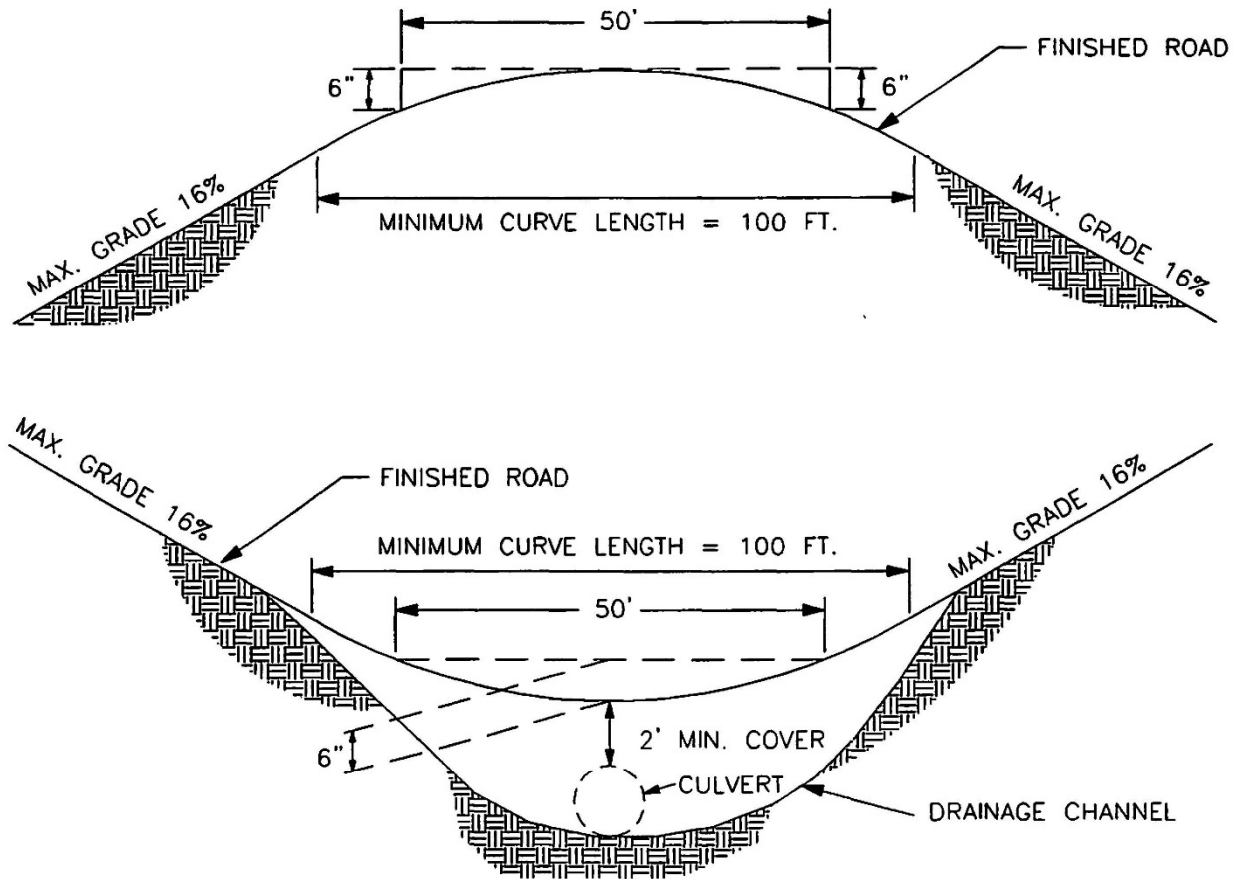 50'
FINISHED ROAD
6"
6"
MAX. GRADE 16%
MAX. GRADE 16%
MINIMUM CURVE LENGTH = 100 FT.
MAX. GRADE 16%
FINISHED ROAD
MAX. GRADE 16%
MINIMUM CURVE LENGTH = 100 FT.
50'
6"
2' MIN. COVER
CULVERT
DRAINAGE CHANNEL